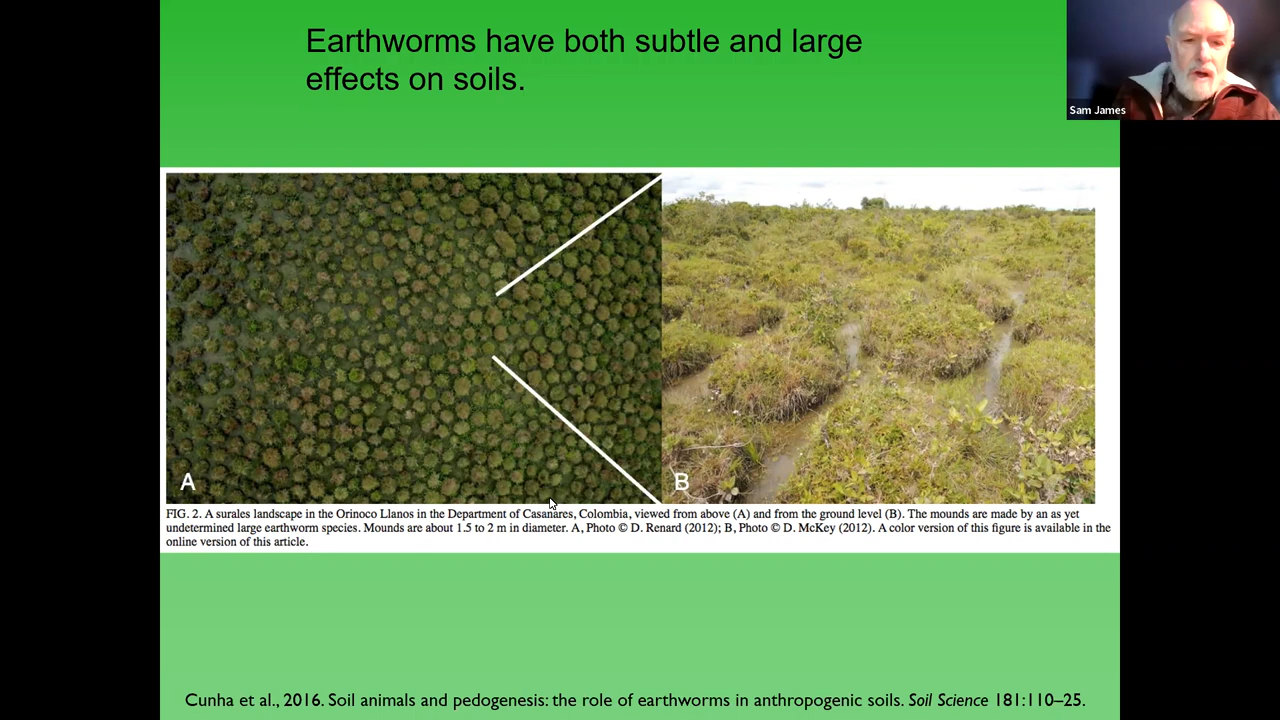 Earthworms have both subtle and large
effects on soils.
Sam James
A
B
FIG. 2. A surales landscape in the Orinoco Llanos in the Department of Casanares, Colombia, viewed from above (A) and from the ground level (B). The mounds are made by an as yet
undetermined large earthworm species. Mounds are about 1.5 to 2 m in diameter. A, Photo © D. Renard (2012); B, Photo © D. McKey (2012). A color version of this figure is available in the
online version of this article.
Cunha et al., 2016. Soil animals and pedogenesis: the role of earthworms in anthropogenic soils. Soil Science 181:110–25.